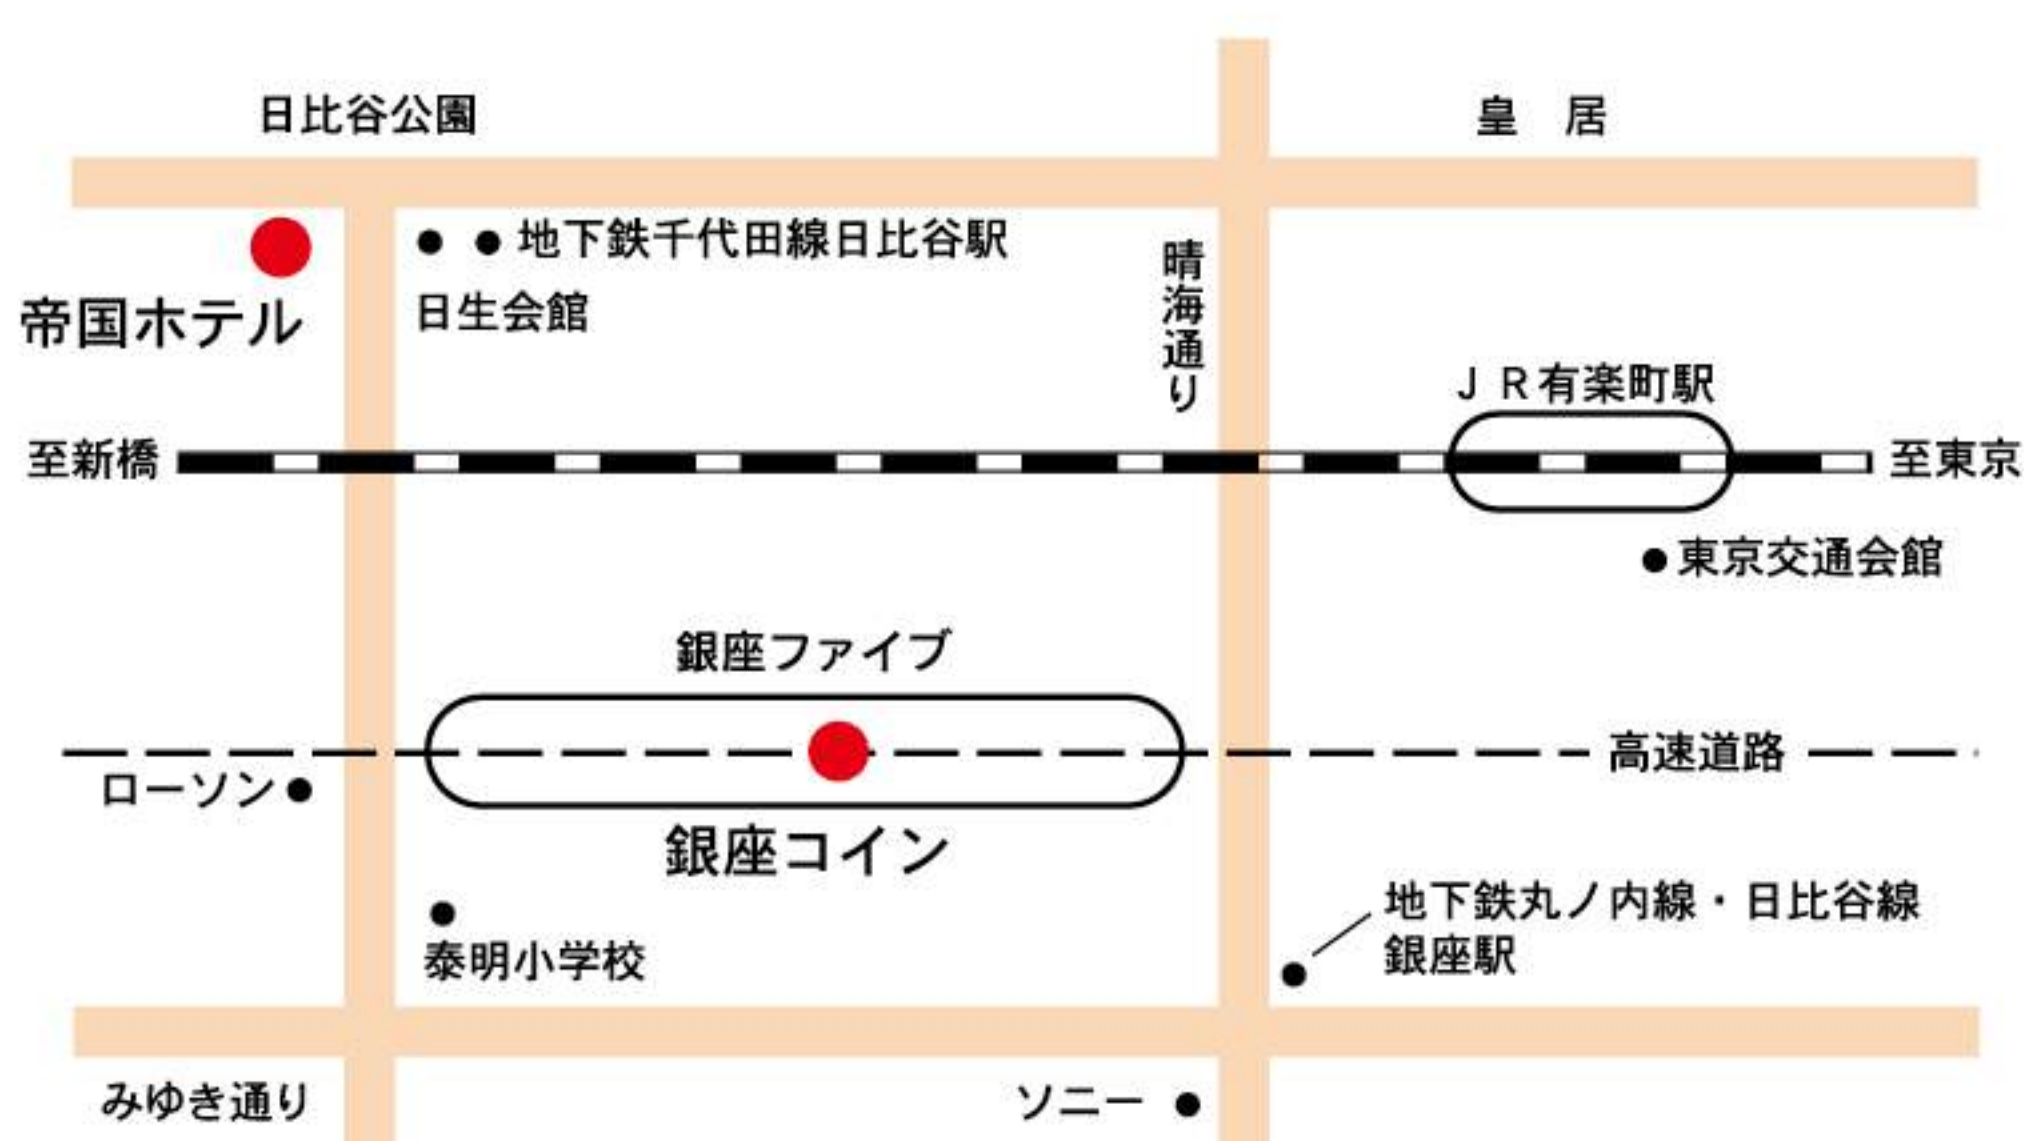 日比谷公園
皇 居
地下鉄千代田線日比谷駅
日生会館
帝国ホテル
晴海通り
JR有楽町駅
至新橋
至東京
東京交通会館
銀座ファイブ
高速道路
ローソン
銀座コイン
泰明小学校
地下鉄丸ノ内線・日比谷線
銀座駅
みゆき通り
ソニー